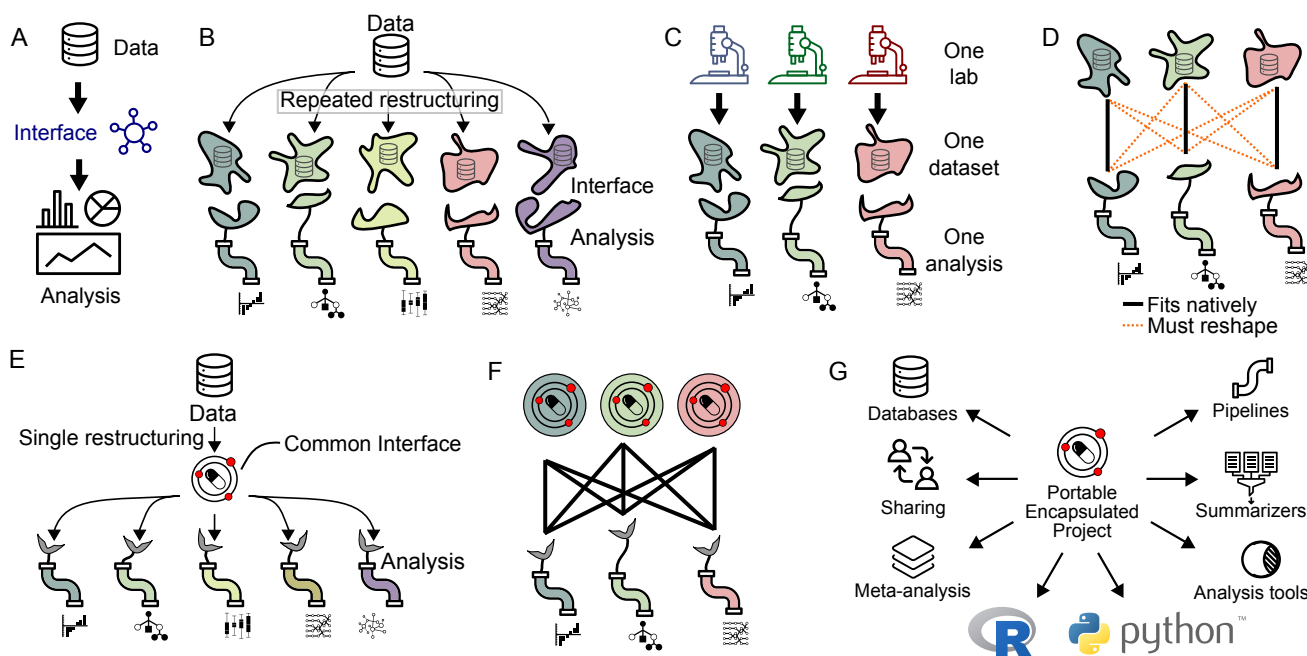 A
Data
Interface
Analysis
B
Data
Repeated restructuring
Interface
Analysis
C
One
lab
One
dataset
One
analysis
D
Fits natively
Must reshape
E
Data
Single restructuring
Common Interface
Analysis
F
G
Databases
Sharing
Meta-analysis
Portable
Encapsulated
Project
Pipelines
Summarizers
Analysis tools
R
python™